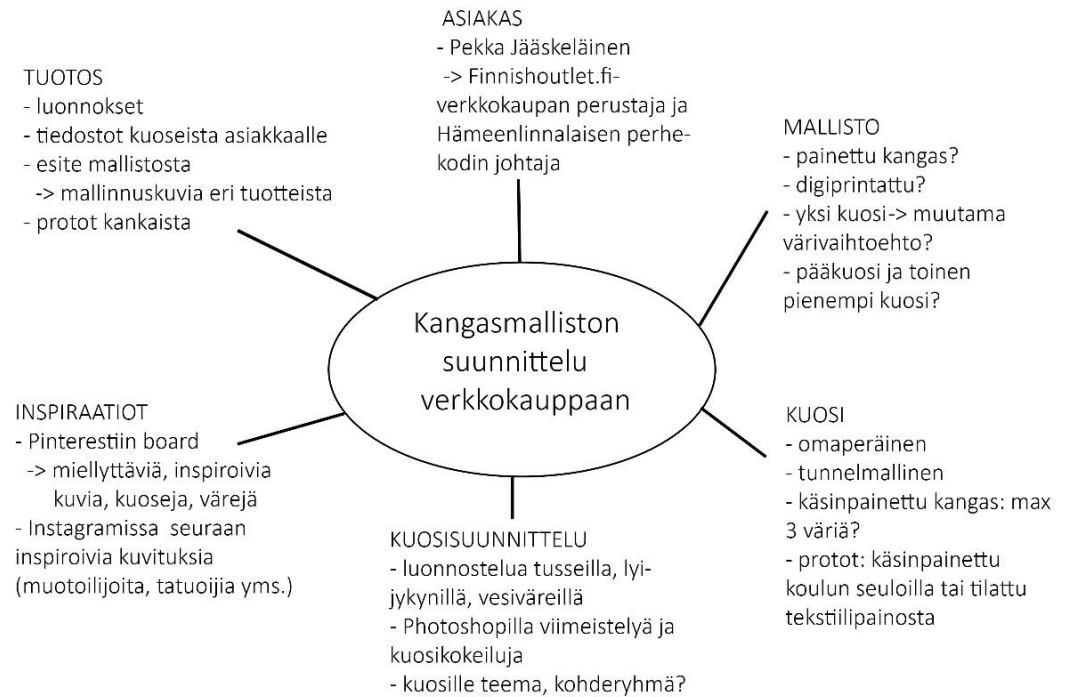 ASIAKAS
- Pekka Jääskeläinen
-> Finnishoutlet.fi-
verkkokaupan perustaja ja
Hämeenlinnalaisen perhe-
kodin johtaja
TUOTOS
- luonnokset
- tiedostot kuoseista asiakkaalle
- esite mallistosta
-> mallinnuskuvia eri tuotteista
- protot kankaista
MALLISTO
- painettu kangas?
- digiprintattu?
- yksi kuosi-> muutama
värivaihtoehto?
- pääkuosi ja toinen
pienempi kuosi?
Kangasmalliston
suunnittelu
verkkokauppaan
INSPIRAATIOT
- Pinterestiin board
-> miellyttäviä, inspiroivia
kuvia, kuoseja, värejä
- Instagramissa seuraan
inspiroivia kuvituksia
(muotoilijoita, tatuoijia yms.)
KUOSI
- omaperäinen
- tunnelmallinen
- käsinpainettu kangas: max
3 väriä?
- protot: käsinpainettu
koulun seuloilla tai tilattu
tekstiilipainosta
KUOSISUUNNITTELU
- luonnostelua tusseilla, lyi-
jykynillä, vesiväreillä
- Photoshopilla viimeistelyä ja
kuosikokeiluja
- kuosille teema, kohderyhmä?